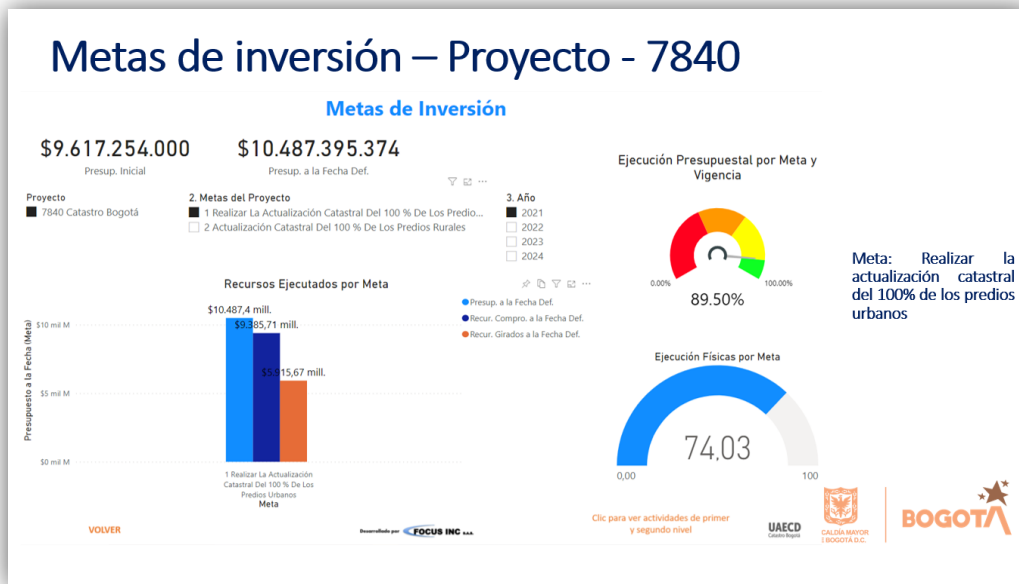 Metas de inversión – Proyecto - 7840
Metas de Inversión
$9.617.254.000
Presup. Inicial
$10.487.395.374
Presup. a la Fecha Def.
Proyecto
7840 Catastro Bogotá
2. Metas del Proyecto
1 Realizar La Actualización Catastral Del 100 % De Los Predio...
2 Actualización Catastral Del 100 % De Los Predios Rurales
3. Año
2021
2022
2023
2024
Recursos Ejecutados por Meta
Presup. a la Fecha Def.
Recur. Compro. a la Fecha Def.
Recur. Girados a la Fecha Def.
Presupuesto a la Fecha (Meta)
$10 mil M
$5 mil M
$0 mil M
$10.487,4 mill.
$9.385,71 mill.
$5.915,67 mill.
1 Realizar La Actualización
Catastral Del 100 % De Los
Predios Urbanos
Meta
Ejecución Presupuestal por Meta y
Vigencia
0.00%
100.00%
89.50%
Meta: Realizar la
actualización catastral
del 100% de los predios
urbanos
Ejecución Físicas por Meta
74,03
0,00
100
VOLVER
Desarrollado por
FOCUS INC S.A.S.
Clic para ver actividades de primer
y segundo nivel
UAECD
Catastro Bogotá
CALDÍA MAYOR
BOGOTÁ D.C.
BOGOTÁ